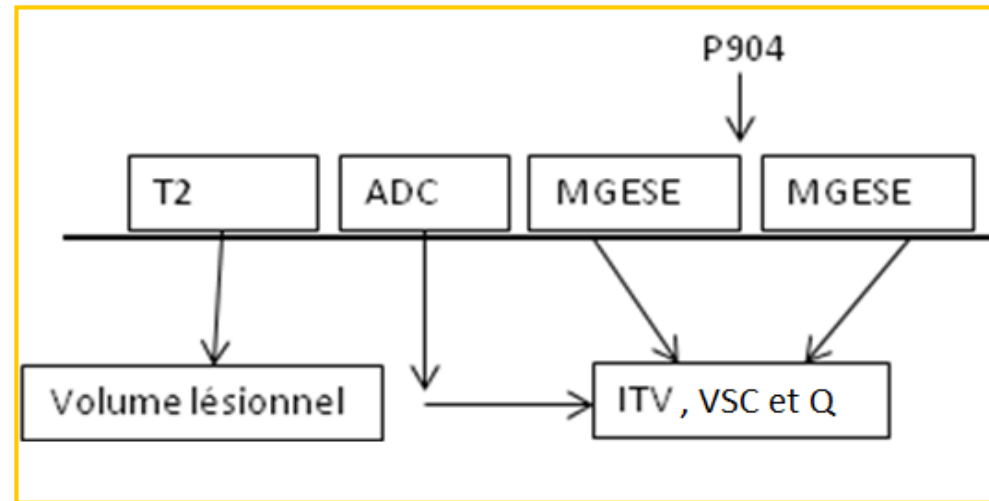 P904
T2
ADC
MGESE
MGESE
Volume lésionnel
ITV , VSC et Q